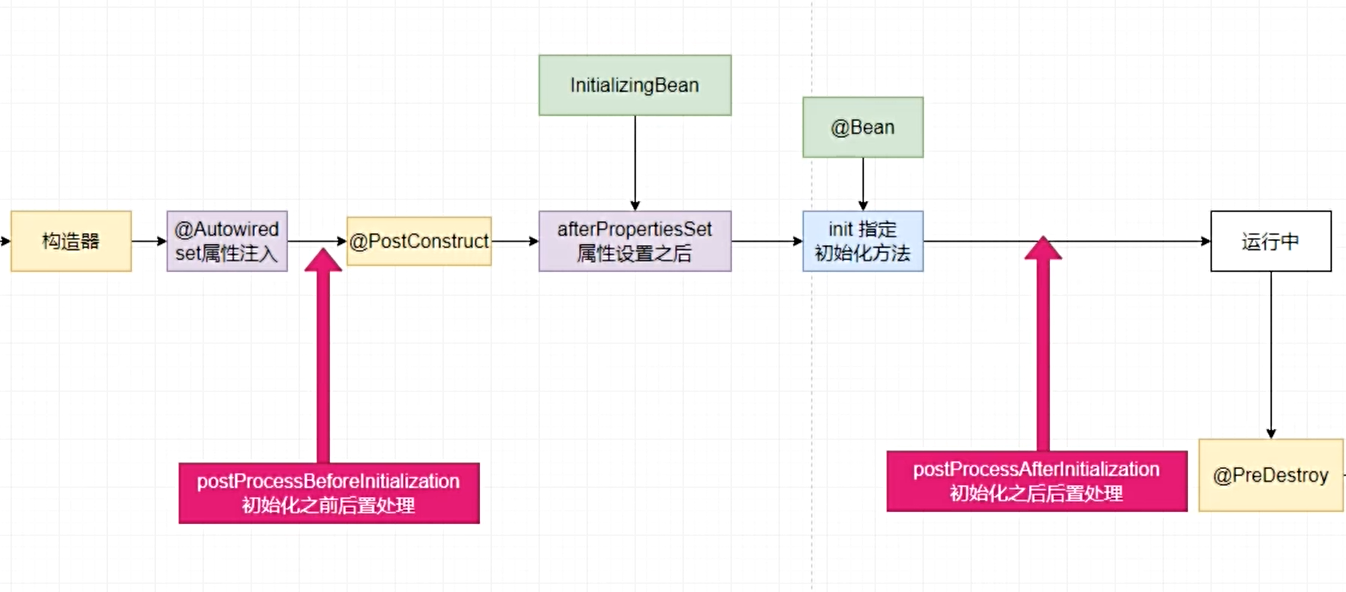 InitializingBean
@Bean
构造器
@Autowired
set属性注入
@PostConstruct
afterPropertiesSet
属性设置之后
init 指定
初始化方法
运行中
postProcessBeforeInitialization
初始化之前后置处理
postProcessAfterInitialization
初始化之后后置处理
@PreDestroy